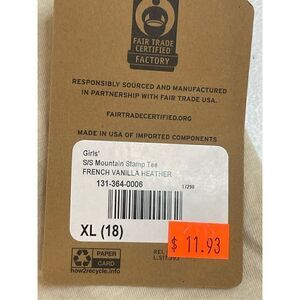 FAIR TRADE
CERTIFIED
FACTORY
RESPONSIBLY SOURCED AND MANUFACTURED
IN PARTNERSHIP WITH FAIR TRADE USA.
FAIRTRADECERTIFIED.ORG
MADE IN USA OF IMPORTED COMPONENTS
Girls'
S/S Mountain Stamp Tee
FRENCH VANILLA HEATHER
131-364-0006
17290
XL (18)
$ 11.93
PAPER
CARD
how2recycle.info